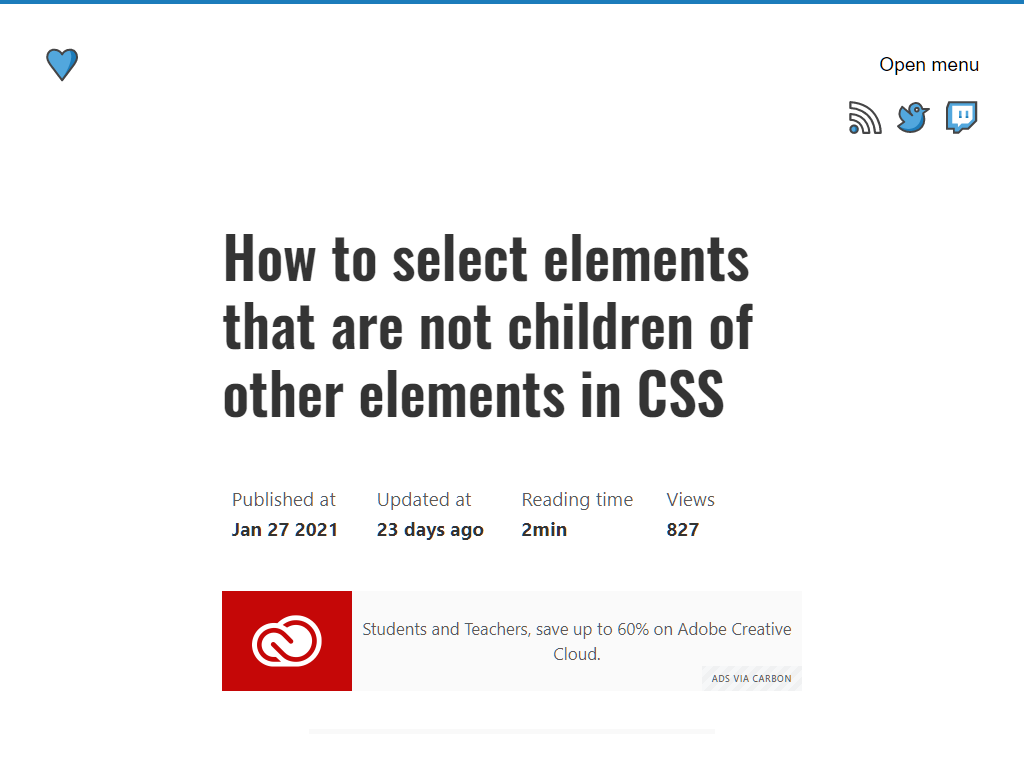 Open menu
How to select elements
that are not children of
other elements in CSS
Published at
Jan 27 2021
Updated at
23 days ago
Reading time
2min
Views
827
Students and Teachers, save up to 60% on Adobe Creative
Cloud.
ADS VIA CARBON